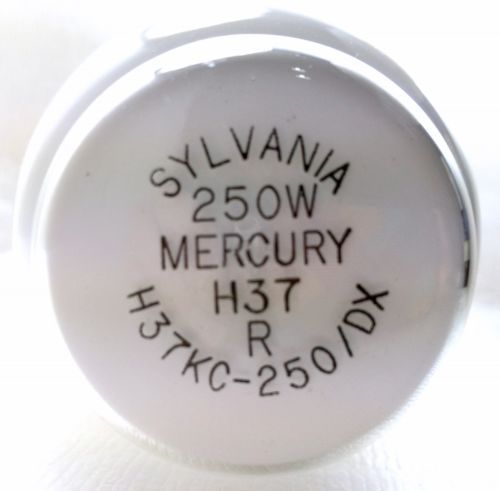 SYLVANIA
250W
MERCURY
H37
R
H37KC-250/DX